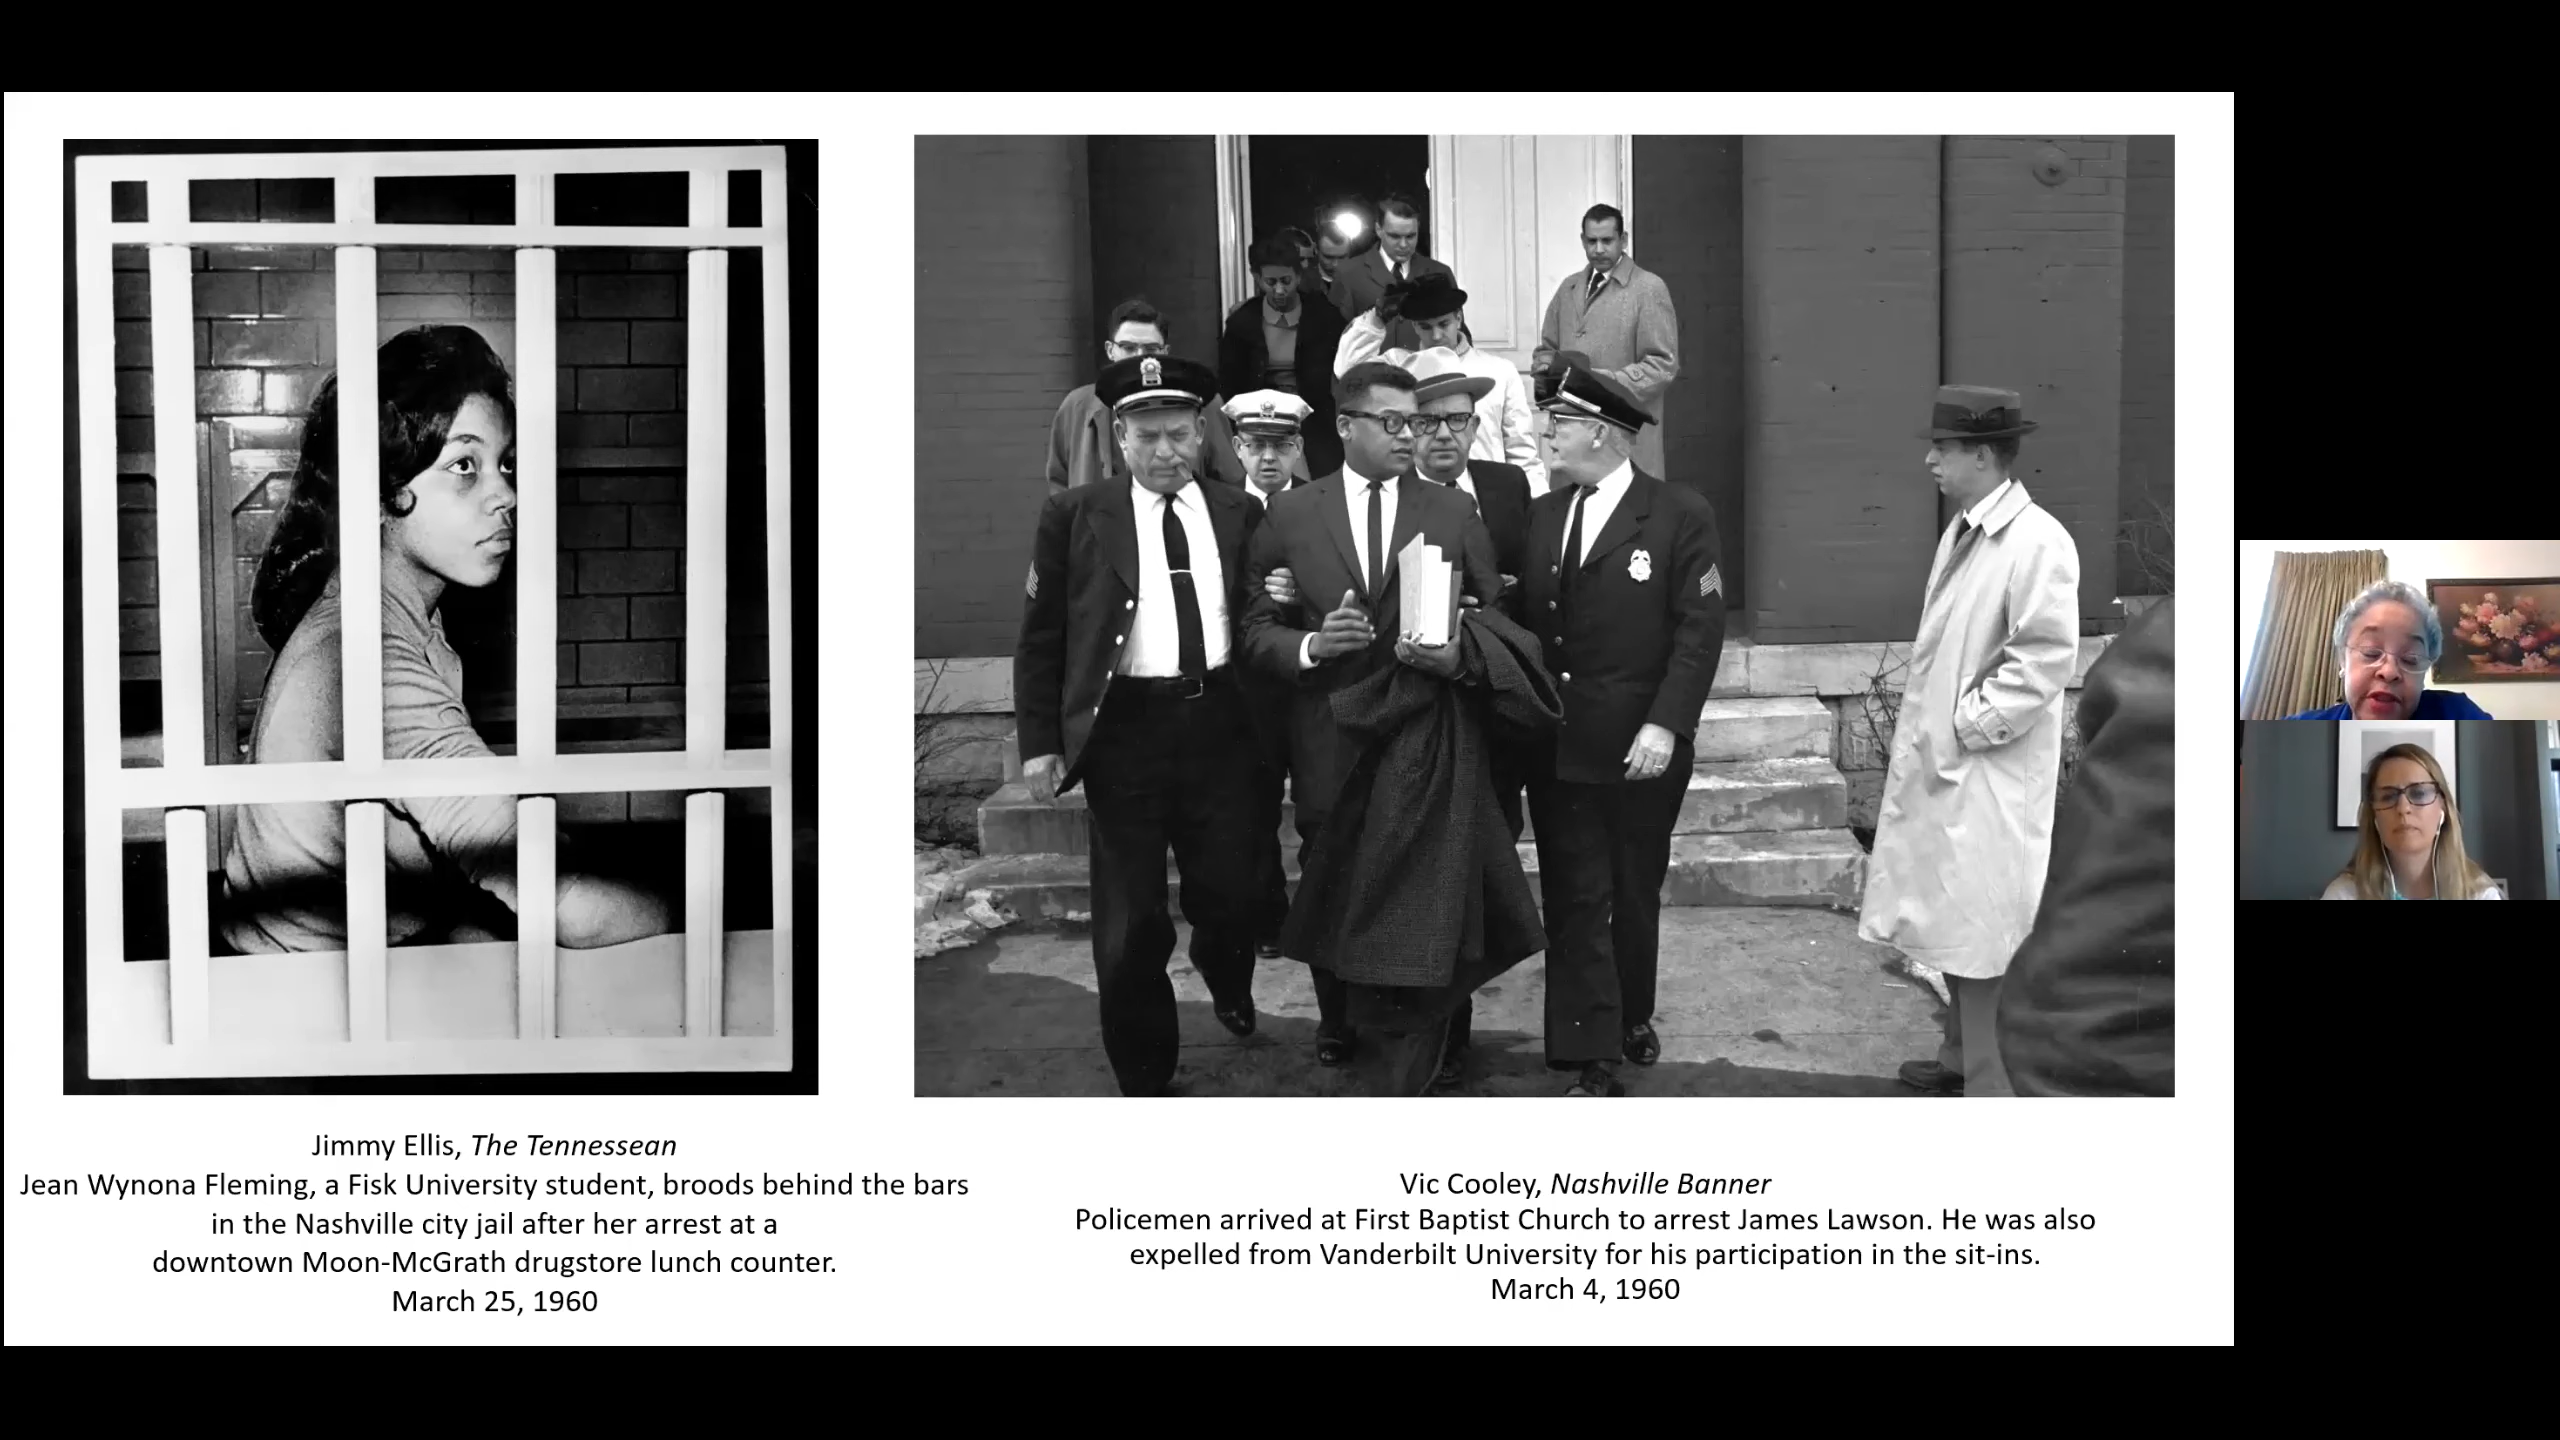 Jimmy Ellis, The Tennessean
Jean Wynona Fleming, a Fisk University student, broods behind the bars
in the Nashville city jail after her arrest at a
downtown Moon-McGrath drugstore lunch counter.
March 25, 1960
Vic Cooley, Nashville Banner
Policemen arrived at First Baptist Church to arrest James Lawson. He was also
expelled from Vanderbilt University for his participation in the sit-ins.
March 4, 1960